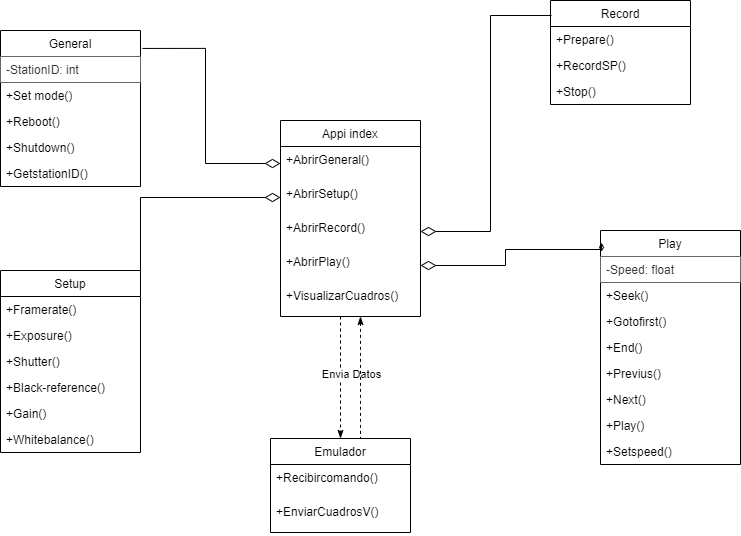 General
-StationID: int
+Set mode()
+Reboot()
+Shutdown()
+GetstationID()
Record
+Prepare()
+RecordSP()
+Stop()
Appi index
+AbrirGeneral()
+AbrirSetup()
+AbrirRecord()
+AbrirPlay()
+VisualizarCuadros()
Setup
+Framerate()
+Exposure()
+Shutter()
+Black-reference()
+Gain()
+Whitebalance()
Play
-Speed: float
+Seek()
+Gotofirst()
+End()
+Previus()
+Next()
+Play()
+Setspeed()
Envia Datos
Emulador
+Recibircomando()
+EnviarCuadrosV()